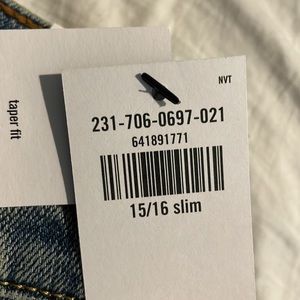 NVT
231-706-0697-021
641891771
15/16 slim
taper fit